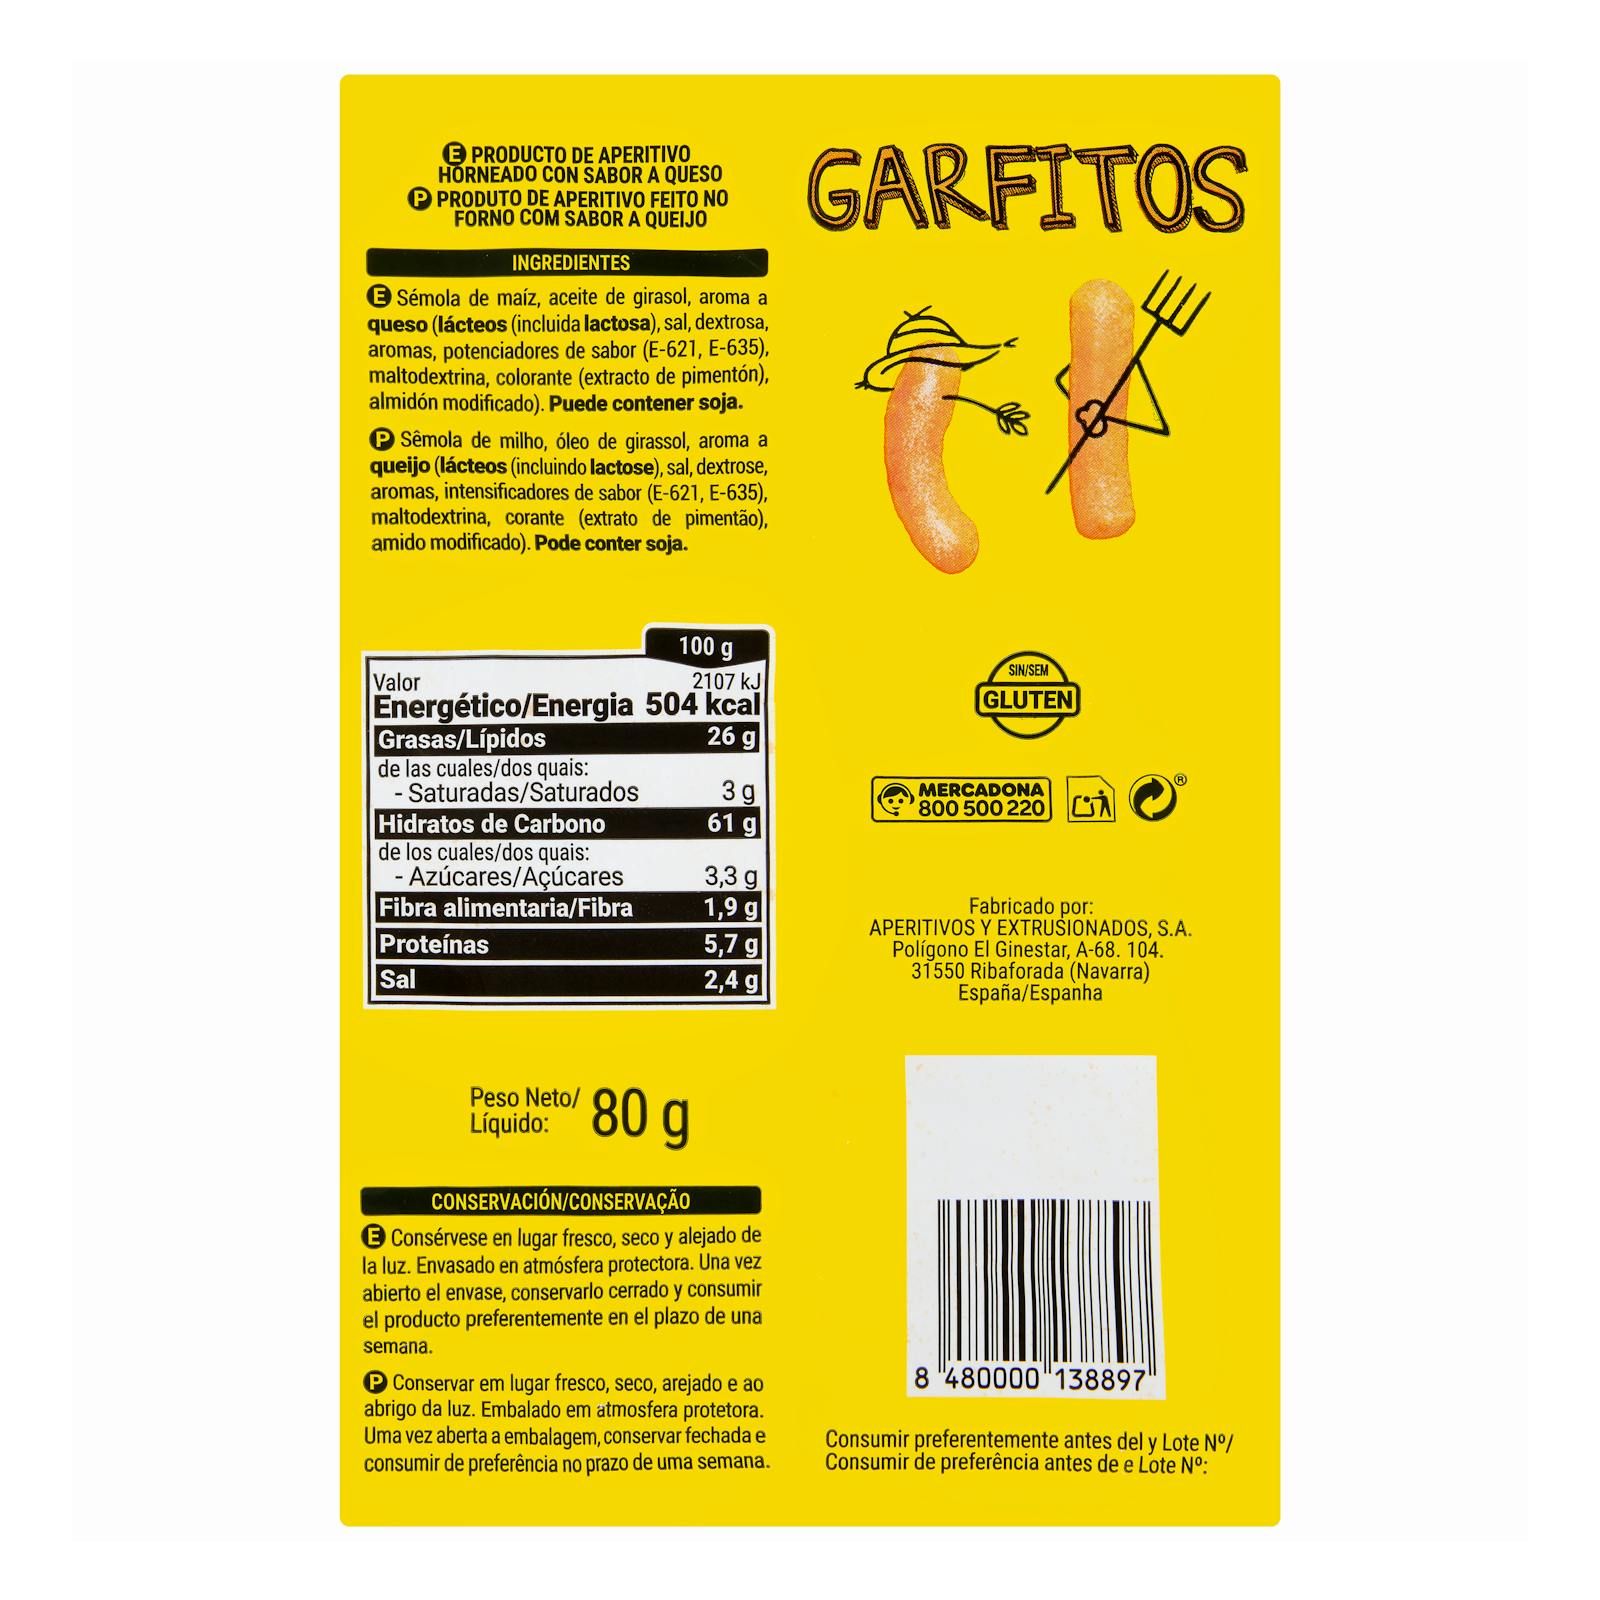 E PRODUCTO DE APERITIVO
HORNEADO CON SABOR A QUESO
P PRODUTO DE APERITIVO FEITO NO
FORNO COM SABOR A QUEIJO
INGREDIENTES
E Sémola de maíz, aceite de girasol, aroma a
queso (lácteos (incluida lactosa), sal, dextrosa,
aromas, potenciadores de sabor (E-621, E-635),
maltodextrina, colorante (extracto de pimentón),
almidón modificado). Puede contener soja.
P Sêmola de milho, óleo de girassol, aroma a
queijo (lácteos (incluindo lactose), sal, dextrose,
aromas, intensificadores de sabor (E-621, E-635),
maltodextrina, corante (extrato de pimentão),
amido modificado). Pode conter soja.
100 g
Valor 2107 kJ
Energético/Energia 504 kcal
Grasas/Lípidos 26 g
de las cuales/dos quais:
- Saturadas/Saturados 3 g
Hidratos de Carbono 61 g
de los cuales/dos quais:
- Azúcares/Açúcares 3,3 g
Fibra alimentaria/Fibra 1,9 g
Proteínas 5,7 g
Sal 2,4 g
Peso Neto/
Líquido: 80 g
CONSERVACIÓN/CONSERVAÇÃO
E Consérvese en lugar fresco, seco y alejado de
la luz. Envasado en atmósfera protectora. Una vez
abierto el envase, conservarlo cerrado y consumir
el producto preferentemente en el plazo de una
semana.
P Conservar em lugar fresco, seco, arejado e ao
abrigo da luz. Embalado em atmosfera protetora.
Uma vez aberta a embalagem, conservar fechada e
consumir de preferência no prazo de uma semana.
GARFITOS
SIN/SEM
GLUTEN
MERCADONA
800 500 220
®
Fabricado por:
APERITIVOS Y EXTRUSIONADOS, S.A.
Polígono El Ginestar, A-68. 104.
31550 Ribaforada (Navarra)
España/Espanha
8 480000 138897
Consumir preferentemente antes del y Lote Nº/
Consumir de preferência antes de e Lote Nº: